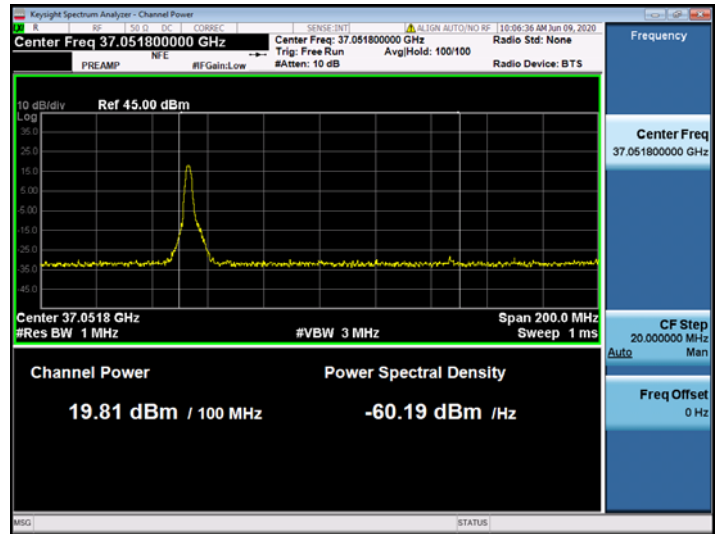 Keysight Spectrum Analyzer - Channel Power
R RF 50 Ω DC CORREC SENSE:INT ALIGN AUTO/NO RF 10:06:36 AM Jun 09, 2020
Center Freq 37.051800000 GHz
NFE
PREAMP #IFGain:Low
Center Freq: 37.051800000 GHz
Trig: Free Run Avg|Hold: 100/100
#Atten: 10 dB
Radio Std: None
Radio Device: BTS
10 dB/div Ref 45.00 dBm
Log
35.0
25.0
15.0
5.00
-5.00
-15.0
-25.0
-35.0
-45.0
Center 37.0518 GHz Span 200.0 MHz
#Res BW 1 MHz #VBW 3 MHz Sweep 1 ms
Channel Power Power Spectral Density
19.81 dBm / 100 MHz -60.19 dBm /Hz
Frequency
Center Freq
37.051800000 GHz
CF Step
20.000000 MHz
Auto Man
Freq Offset
0 Hz
MSG STATUS